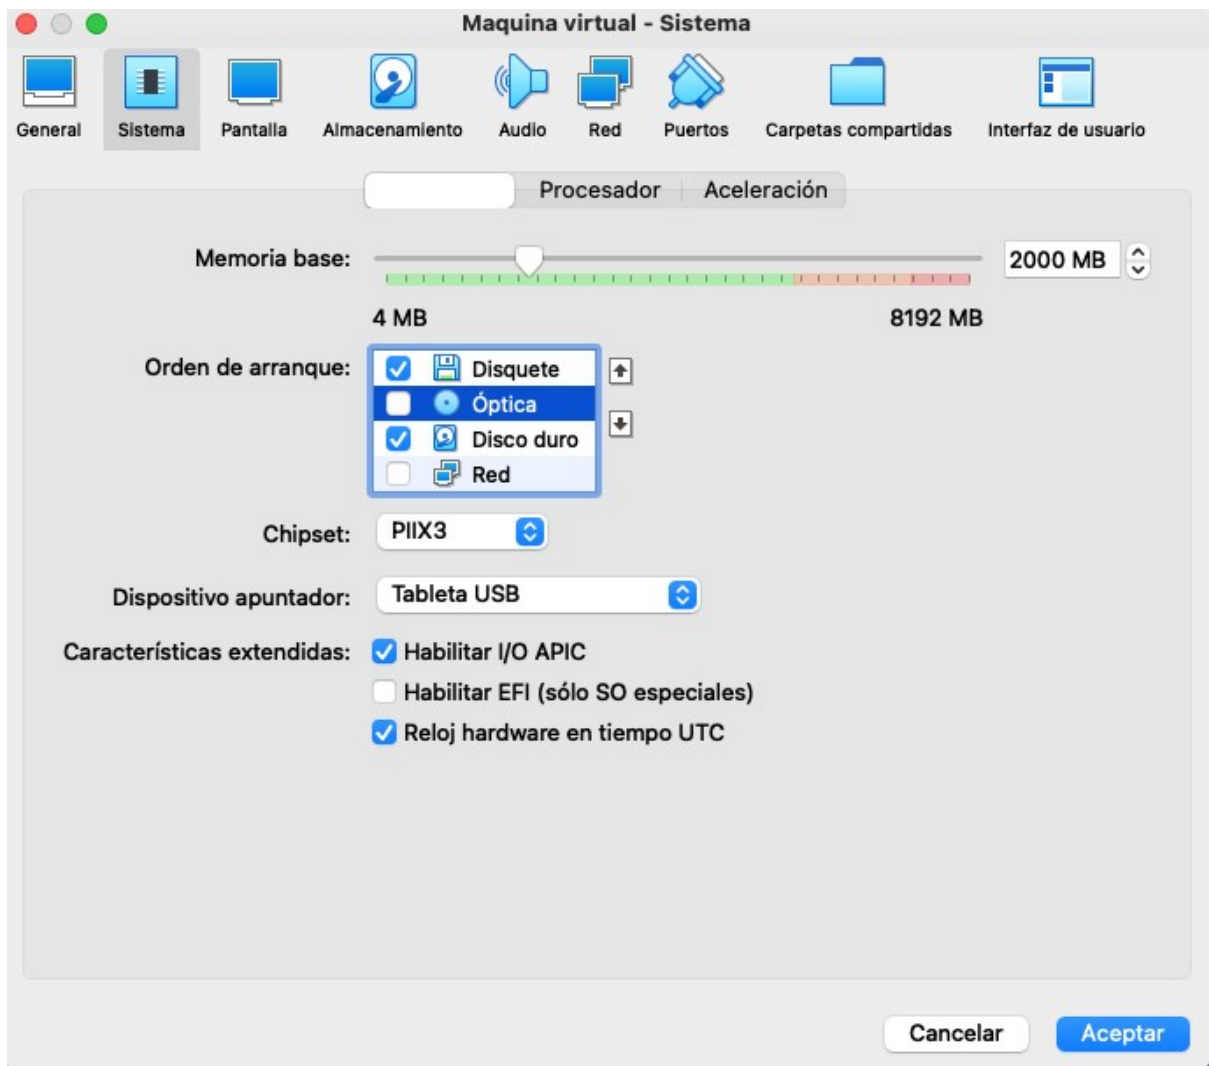 Maquina virtual - Sistema
General Sistema Pantalla Almacenamiento Audio Red Puertos Carpetas compartidas Interfaz de usuario
Procesador Aceleración
Memoria base: 2000 MB
4 MB 8192 MB
Orden de arranque: Disquete
Óptica
Disco duro
Red
Chipset: PIIX3
Dispositivo apuntador: Tableta USB
Características extendidas: Habilitar I/O APIC
Habilitar EFI (sólo SO especiales)
Reloj hardware en tiempo UTC
Cancelar Aceptar